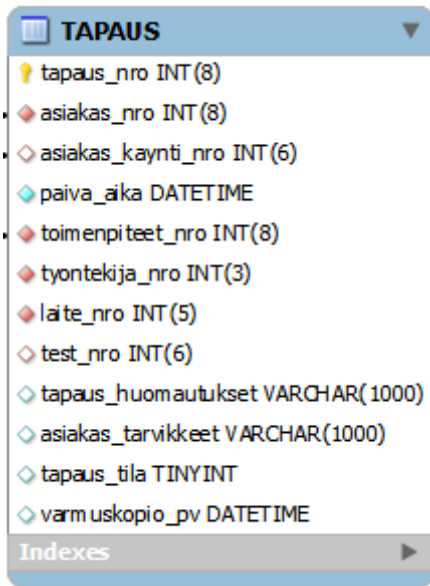 TAPAUS
tapaus_nro INT(8)
asiakas_nro INT(8)
asiakas_kaynti_nro INT(6)
paiva_aika DATETIME
toimenpiteet_nro INT(8)
tyontekija_nro INT(3)
laite_nro INT(5)
test_nro INT(6)
tapaus_huomautukset VARCHAR(1000)
asiakas_tarvikkeet VARCHAR(1000)
tapaus_tila TINYINT
varmuskopio_pv DATETIME
Indexes